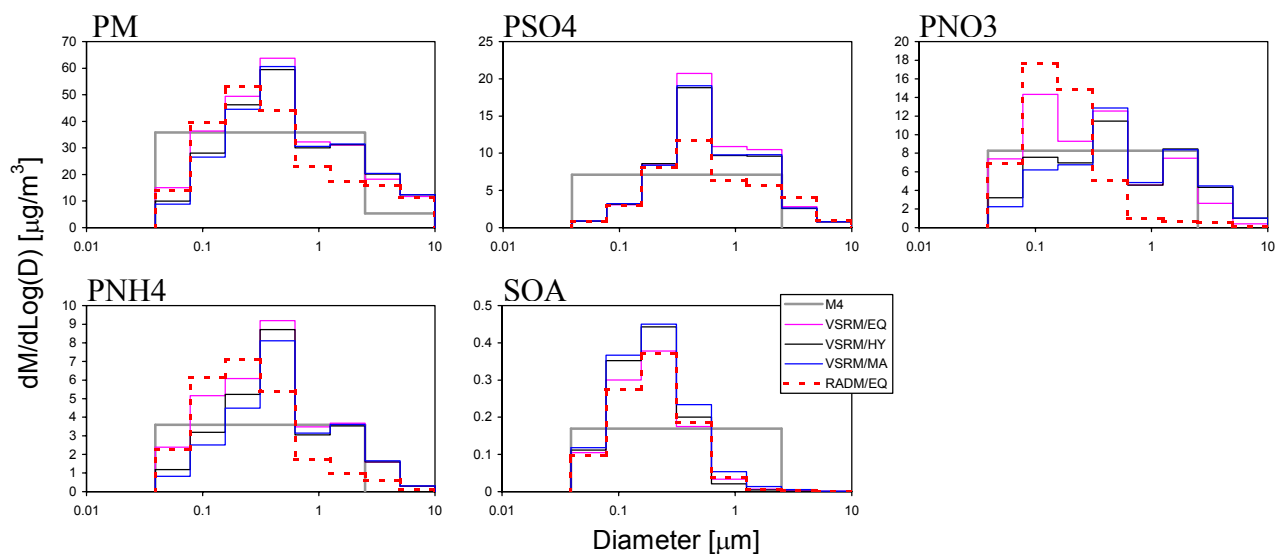 PM
PSO4
PNO3
70
60
50
40
30
20
10
0
0.01 0.1 1 10
25
20
15
10
5
0
0.01 0.1 1 10
20
18
16
14
12
10
8
6
4
2
0
0.01 0.1 1 10
dM/dLog(D) [μg/m³]
PNH4
SOA
10
9
8
7
6
5
4
3
2
1
0
0.01 0.1 1 10
0.5
0.4
0.3
0.2
0.1
0
0.01 0.1 1 10
M4
VSRM/EQ
VSRM/HY
VSRM/MA
RADM/EQ
Diameter [μm]